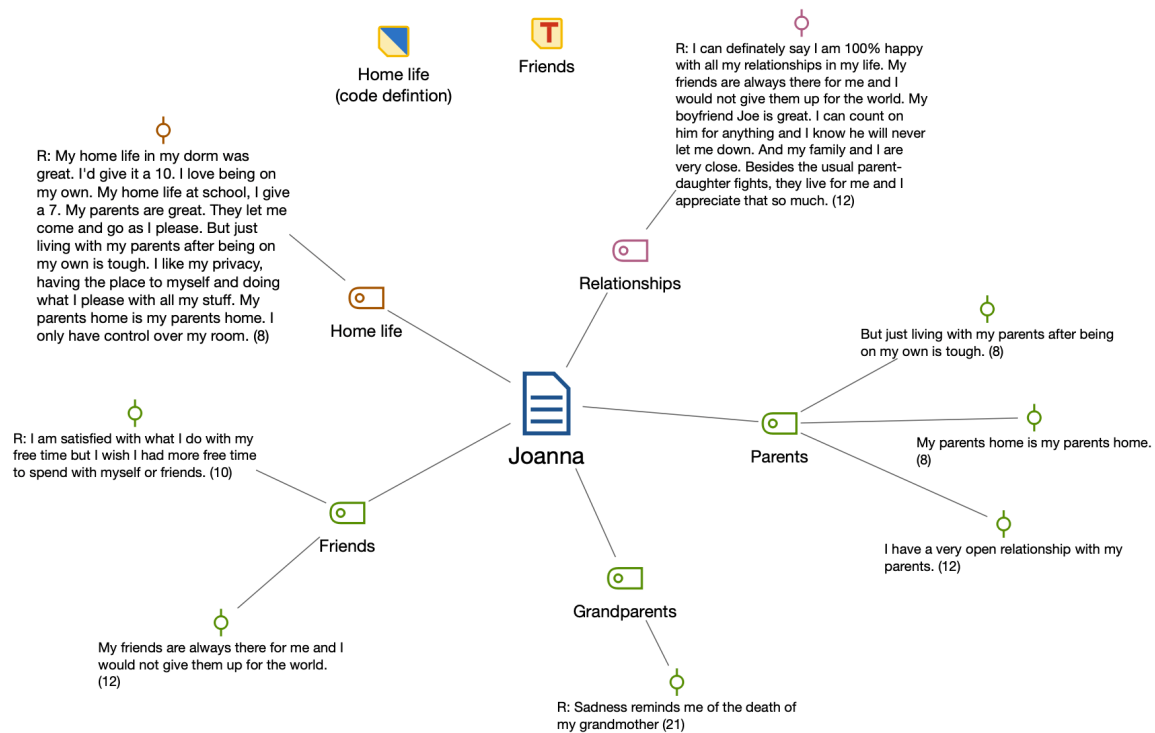 Home life
(code defintion)
T
Friends
R: I can definately say I am 100% happy
with all my relationships in my life. My
friends are always there for me and I
would not give them up for the world. My
boyfriend Joe is great. I can count on
him for anything and I know he will never
let me down. And my family and I are
very close. Besides the usual parent-
daughter fights, they live for me and I
appreciate that so much. (12)
R: My home life in my dorm was
great. I'd give it a 10. I love being on
my own. My home life at school, I give
a 7. My parents are great. They let me
come and go as I please. But just
living with my parents after being on
my own is tough. I like my privacy,
having the place to myself and doing
what I please with all my stuff. My
parents home is my parents home. I
only have control over my room. (8)
Relationships
Home life
But just living with my parents after being
on my own is tough. (8)
R: I am satisfied with what I do with my
free time but I wish I had more free time
to spend with myself or friends. (10)
Joanna
Parents
My parents home is my parents home.
(8)
Friends
I have a very open relationship with my
parents. (12)
Grandparents
My friends are always there for me and I
would not give them up for the world.
(12)
R: Sadness reminds me of the death of
my grandmother (21)